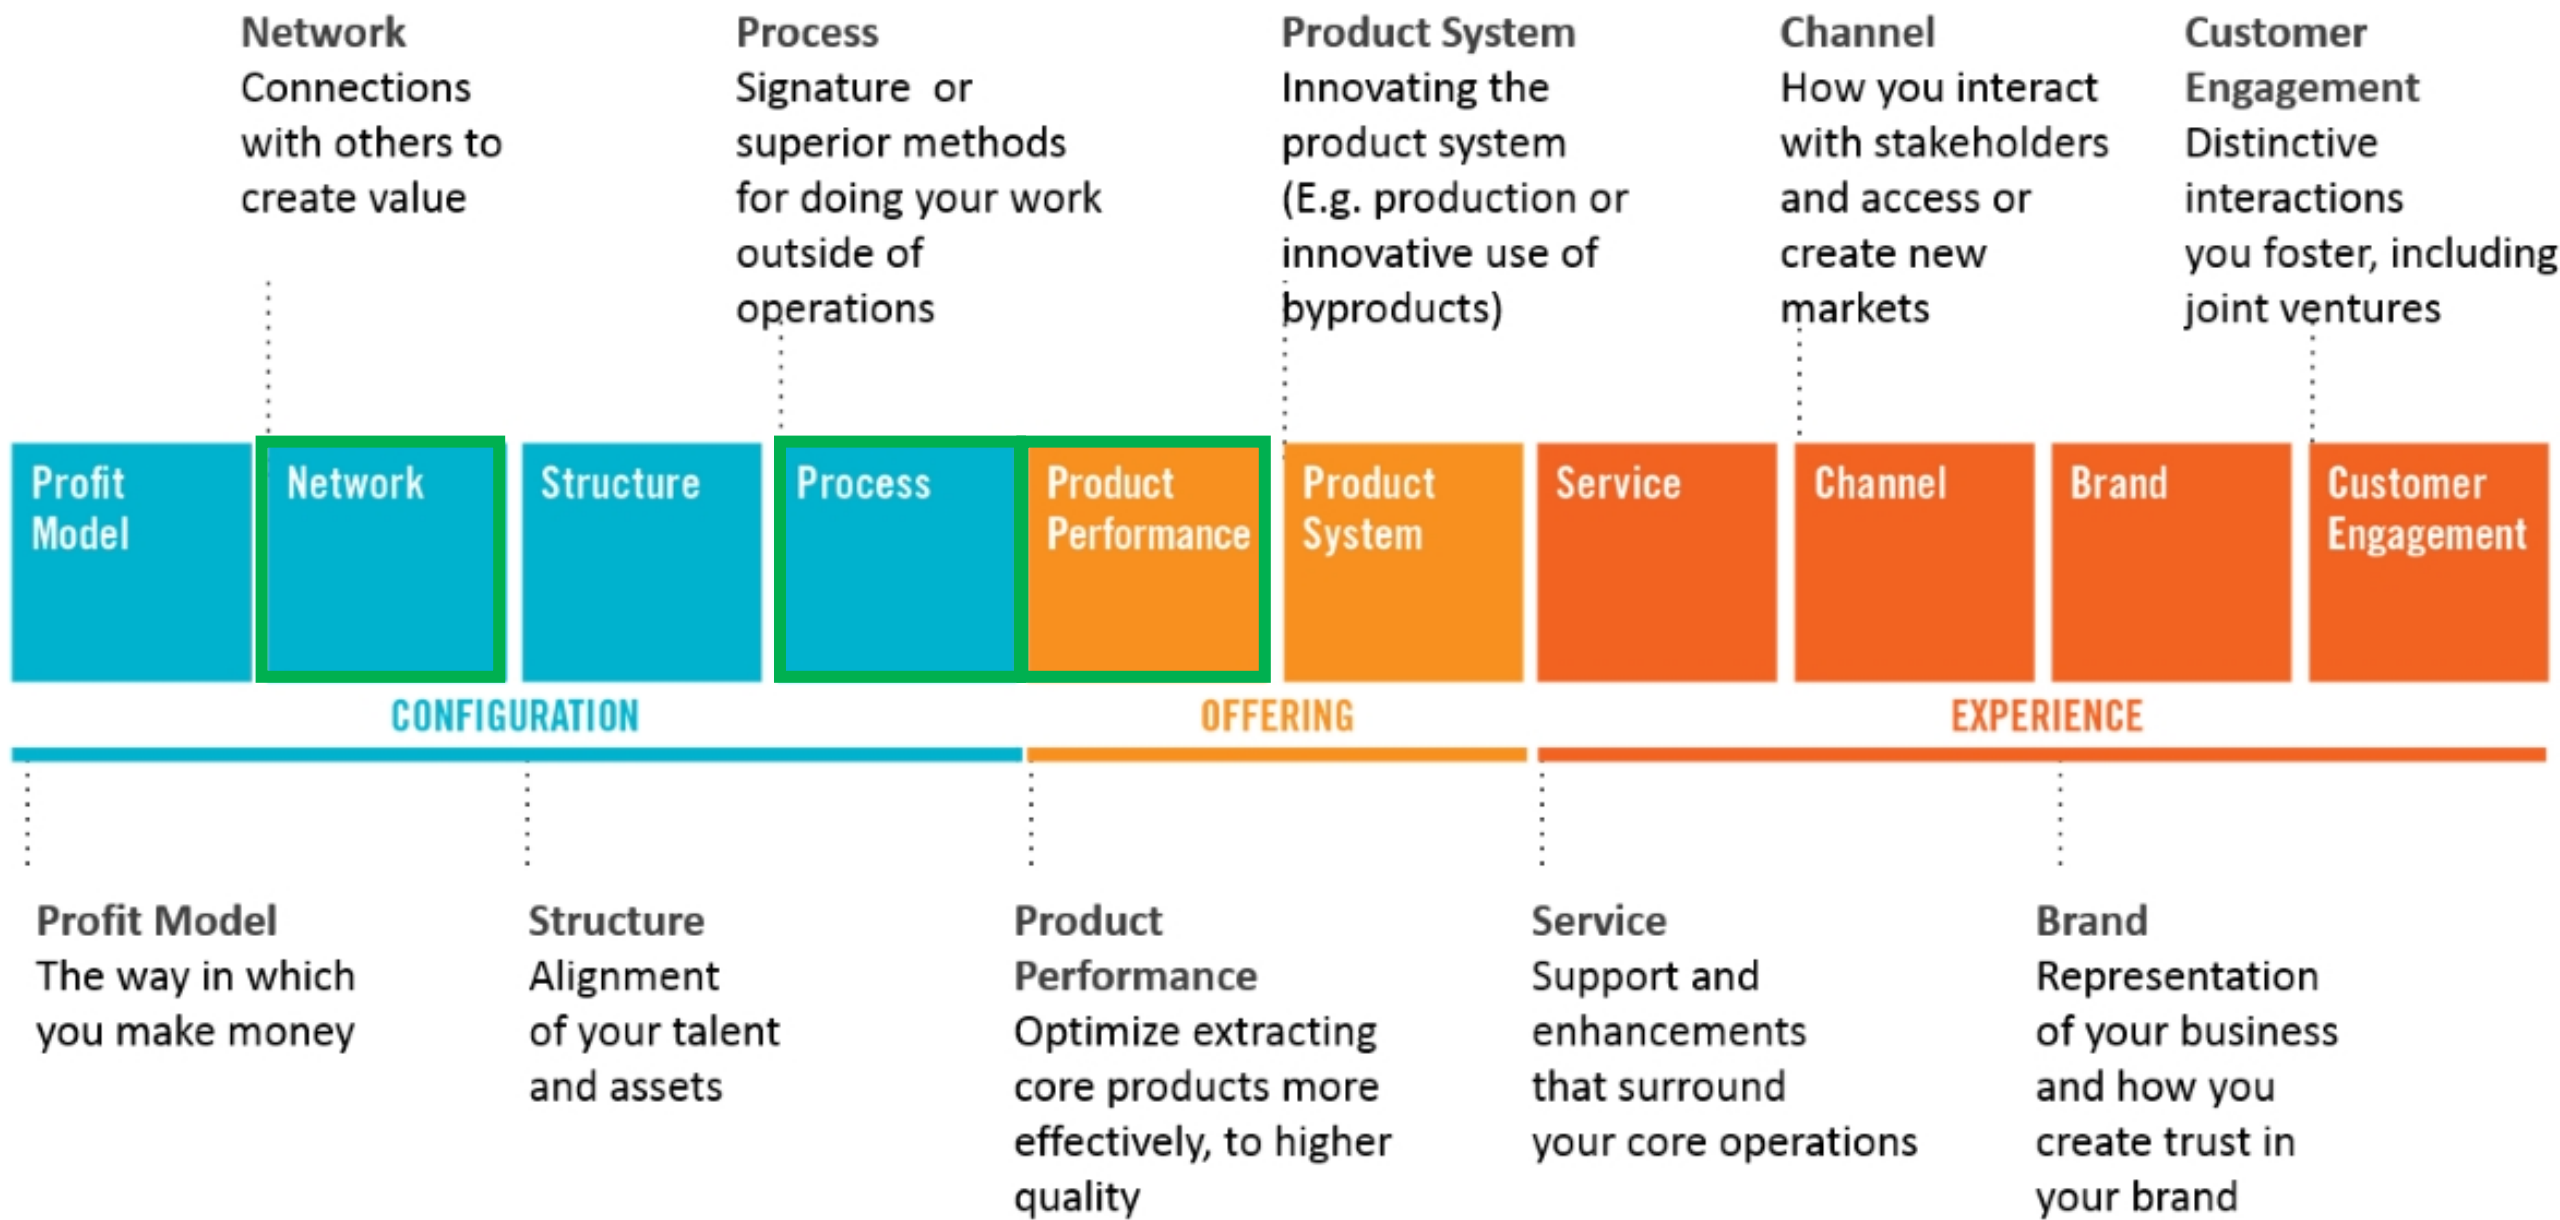 Network
Connections
with others to
create value
Process
Signature or
superior methods
for doing your work
outside of
operations
Product System
Innovating the
product system
(E.g. production or
innovative use of
byproducts)
Channel
How you interact
with stakeholders
and access or
create new
markets
Customer
Engagement
Distinctive
interactions
you foster, including
joint ventures
Profit
Model
Network
Structure
Process
Product
Performance
Product
System
Service
Channel
Brand
Customer
Engagement
CONFIGURATION
OFFERING
EXPERIENCE
Profit Model
The way in which
you make money
Structure
Alignment
of your talent
and assets
Product
Performance
Optimize extracting
core products more
effectively, to higher
quality
Service
Support and
enhancements
that surround
your core operations
Brand
Representation
of your business
and how you
create trust in
your brand